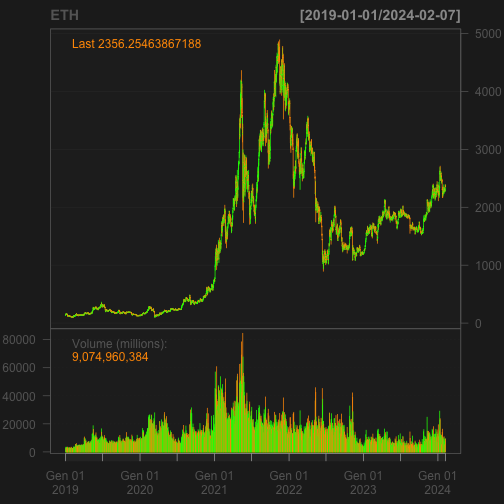 ETH [2019-01-01/2024-02-07]
Last 2356.25463867188
5000
4000
3000
2000
1000
Volume (millions):
9,074,960,384
80000
60000
40000
20000
0
Gen 01 Gen 01 Gen 01 Gen 01 Gen 01 Gen 01
2019 2020 2021 2022 2023 2024